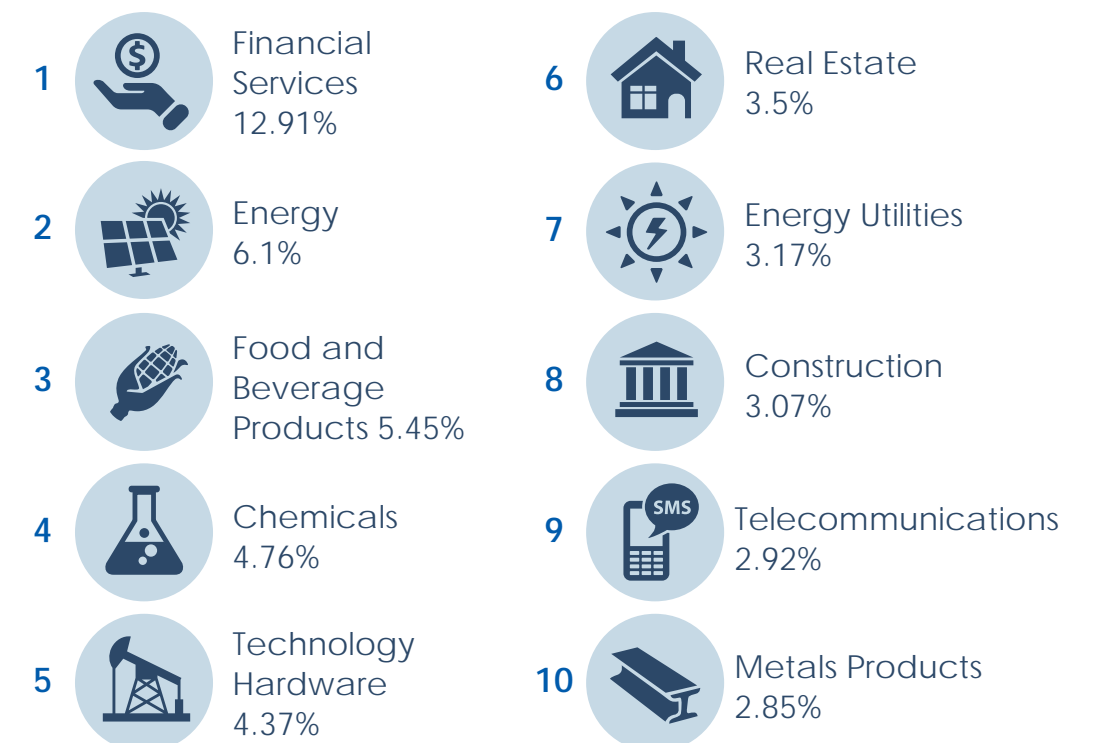 1
Financial
Services
12.91%
2
Energy
6.1%
3
Food and
Beverage
Products 5.45%
4
Chemicals
4.76%
5
Technology
Hardware
4.37%
6
Real Estate
3.5%
7
Energy Utilities
3.17%
8
Construction
3.07%
9
SMS
Telecommunications
2.92%
10
Metals Products
2.85%